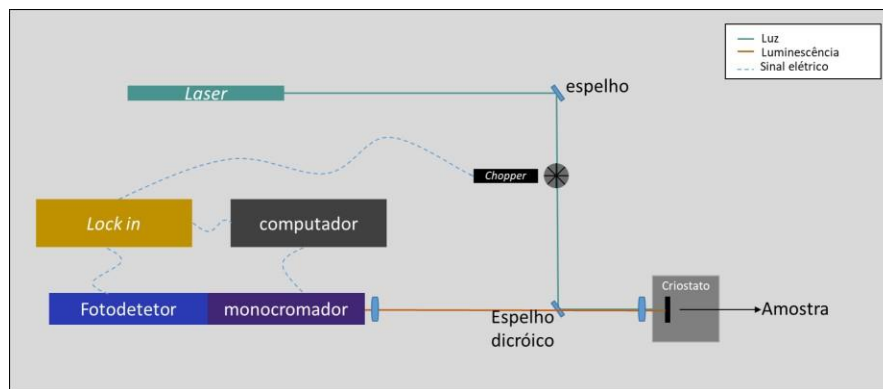 Luz
Luminescência
Sinal elétrico
Laser
espelho
Chopper
Lock in
computador
Fotodetetor
monocromador
Espelho
dicróico
Criostato
Amostra